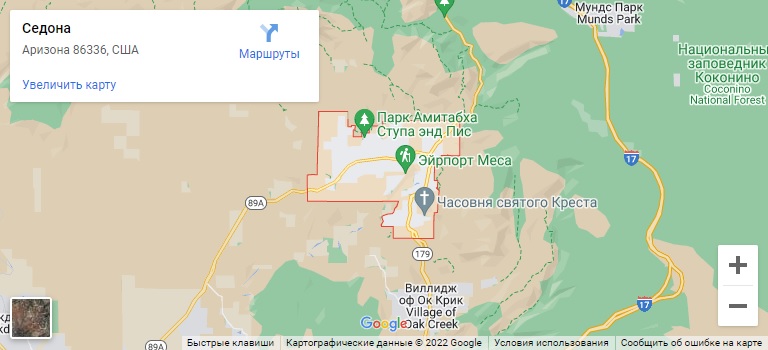 Седона
Аризона 86336, США
Маршруты
Увеличить карту
Мундс Парк
Munds Park
Национальны
заповедник
Коконино
Coconino
National Forest
Парк Амитабха
Ступа энд Пис
Эйрпорт Меса
17
89A
Часовня святого Креста
179
17
Виллидж
оф Ок Крик
Village of
Oak Creek
Google
89A
Быстрые клавиши
Картографические данные © 2022 Google
Условия использования
Сообщить об ошибке на карте